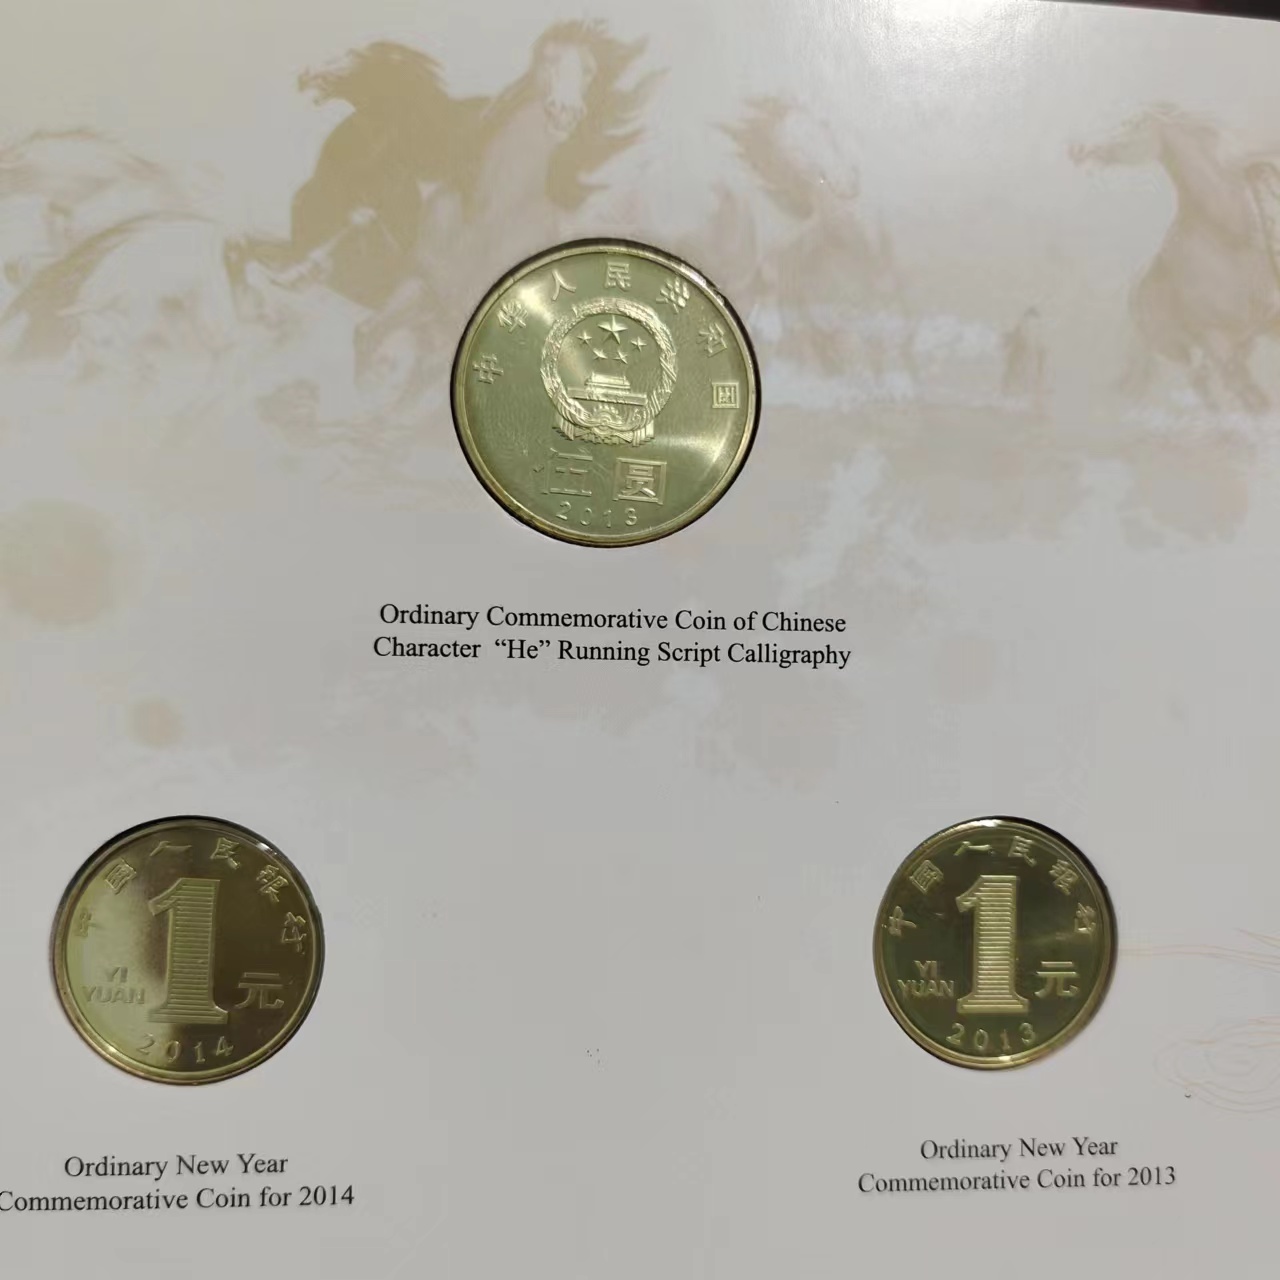 中华人民共和国
伍圆
2013
Ordinary Commemorative Coin of Chinese
Character “He” Running Script Calligraphy
中国人民银行
1
YI
YUAN
元
2014
Ordinary New Year
Commemorative Coin for 2014
中国人民银行
1
YI
YUAN
元
2013
Ordinary New Year
Commemorative Coin for 2013